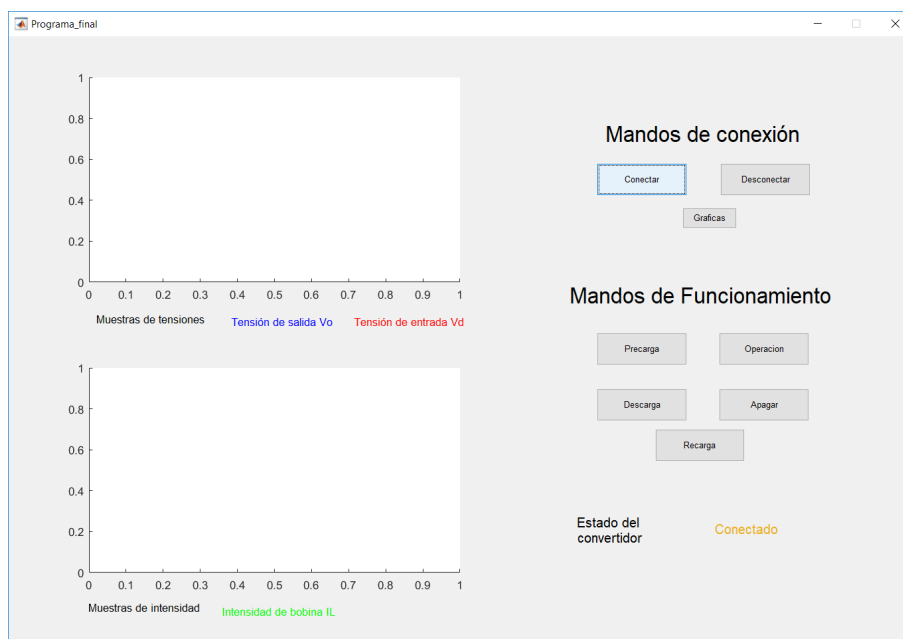 Programa_final
1
0.8
0.6
0.4
0.2
0
0 0.1 0.2 0.3 0.4 0.5 0.6 0.7 0.8 0.9 1
Muestras de tensiones Tensión de salida Vo Tensión de entrada Vd
1
0.8
0.6
0.4
0.2
0
0 0.1 0.2 0.3 0.4 0.5 0.6 0.7 0.8 0.9 1
Muestras de intensidad Intensidad de bobina IL
Mandos de conexión
Conectar Desconectar
Graficas
Mandos de Funcionamiento
Precarga Operacion
Descarga Apagar
Recarga
Estado del
convertidor
Conectado